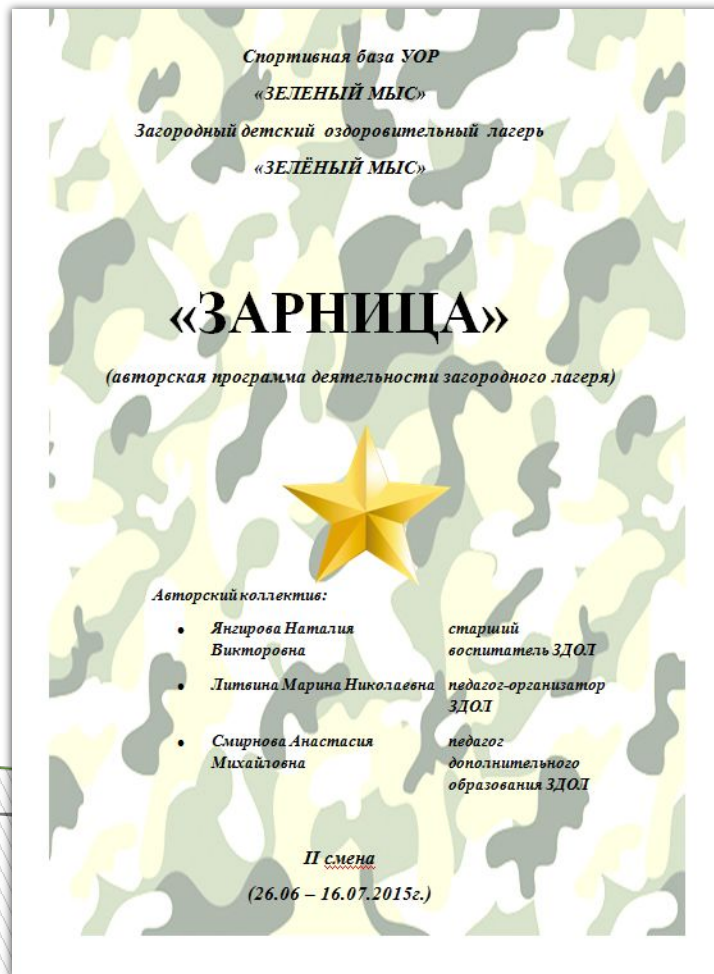 Спортивная база УОР
«ЗЕЛЕНЫЙ МЫС»
Загородный детский оздоровительный лагерь
«ЗЕЛЁНЫЙ МЫС»
«ЗАРНИЦА»
(авторская программа деятельности загородного лагеря)
Авторский коллектив:
• Янгирова Наталия старший
Викторовна воспитатель ЗДОЛ
• Литвина Марина Николаевна педагог-организатор
ЗДОЛ
• Смирнова Анастасия педагог
Михайловна дополнительного
образования ЗДОЛ
II смена
(26.06 – 16.07.2015г.)